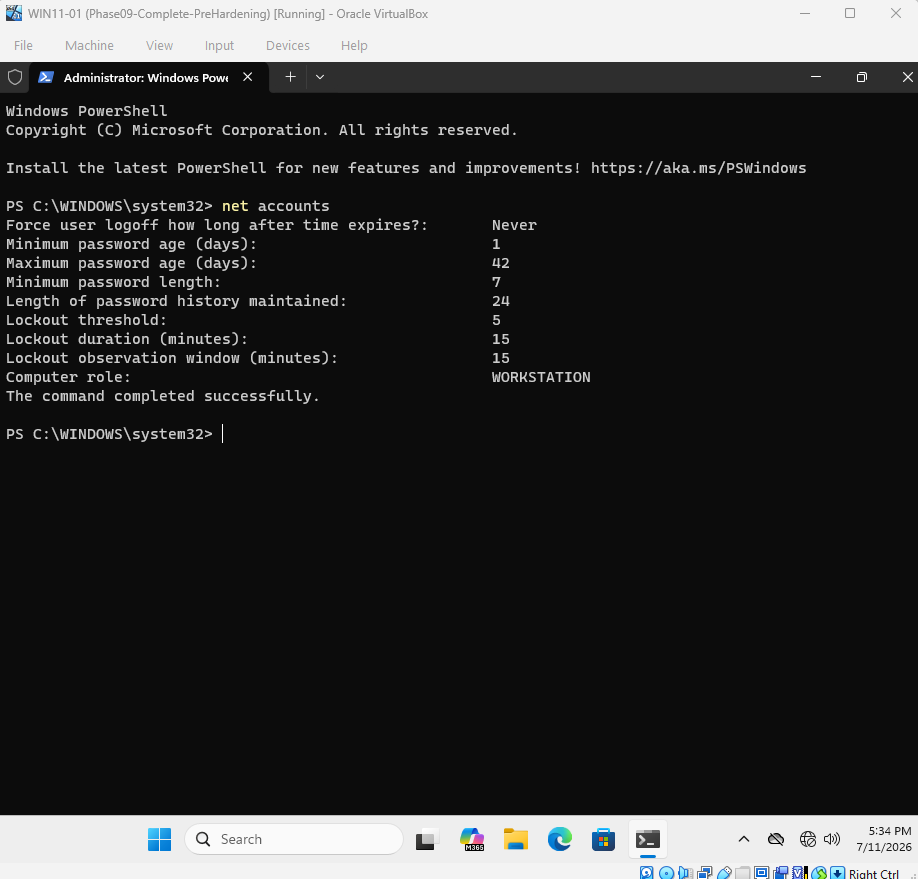 WIN11-01 (Phase09-Complete-PreHardening) [Running] - Oracle VirtualBox
File Machine View Input Devices Help
Administrator: Windows Powe
Windows PowerShell
Copyright (C) Microsoft Corporation. All rights reserved.
Install the latest PowerShell for new features and improvements! https://aka.ms/PSWindows
PS C:\WINDOWS\system32> net accounts
Force user logoff how long after time expires?: Never
Minimum password age (days): 1
Maximum password age (days): 42
Minimum password length: 7
Length of password history maintained: 24
Lockout threshold: 5
Lockout duration (minutes): 15
Lockout observation window (minutes): 15
Computer role: WORKSTATION
The command completed successfully.
PS C:\WINDOWS\system32>
Search
M365
5:34 PM
7/11/2026
Right Ctrl